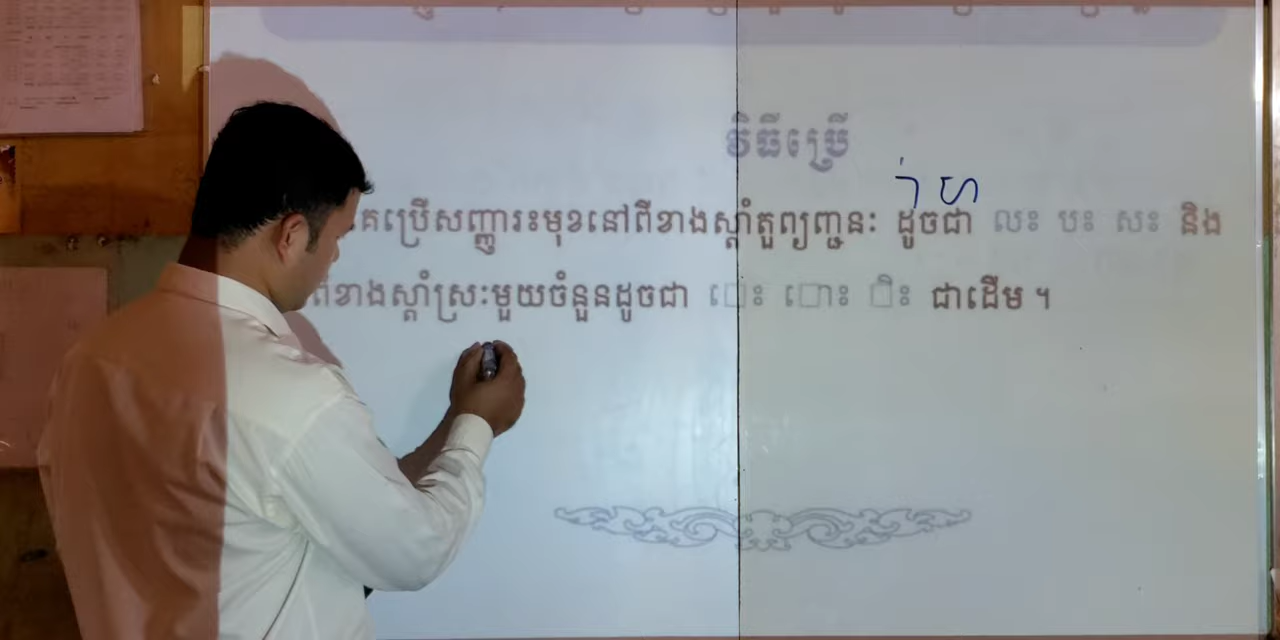 វិធីប្រើ
គេប្រើសញ្ញារះមុខនៅពីខាងស្ដាំតួព្យញ្ជនៈ ដូចជា លះ បះ សះ និង
ពីខាងស្ដាំស្រៈមួយចំនួនដូចជា េះ ោះ ិះ ជាដើម ។